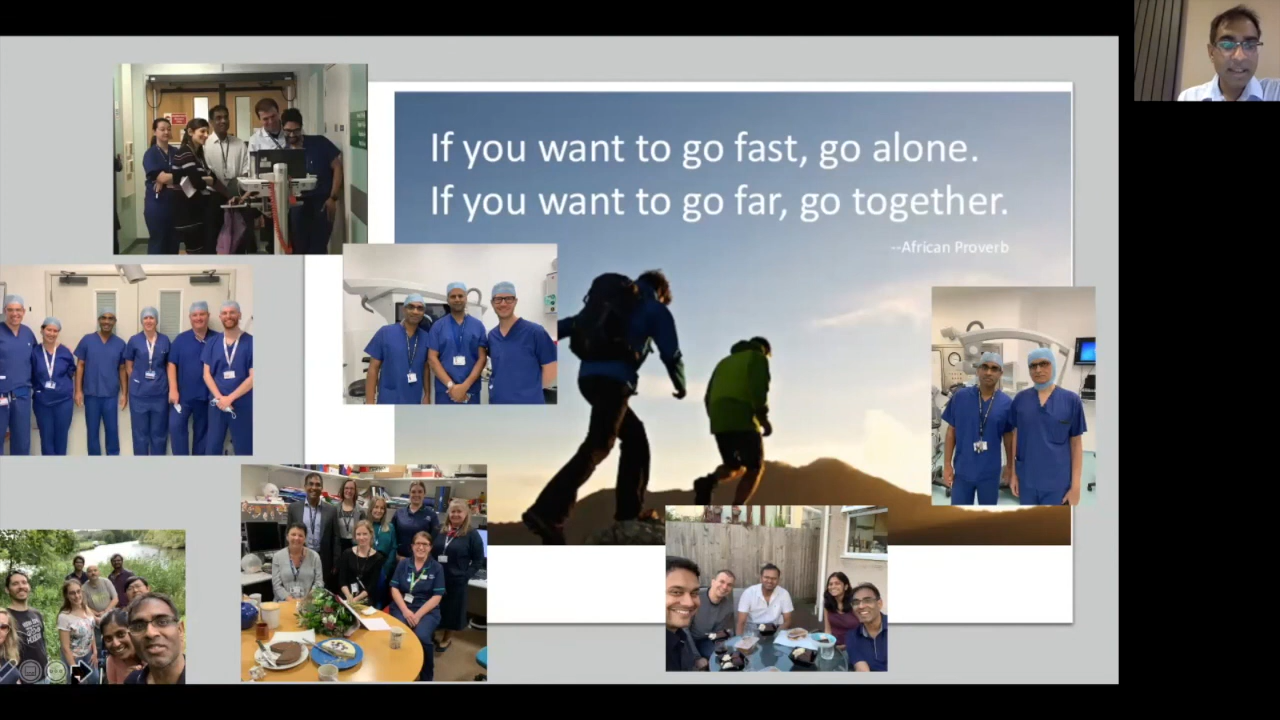 If you want to go fast, go alone.
If you want to go far, go together.
--African Proverb